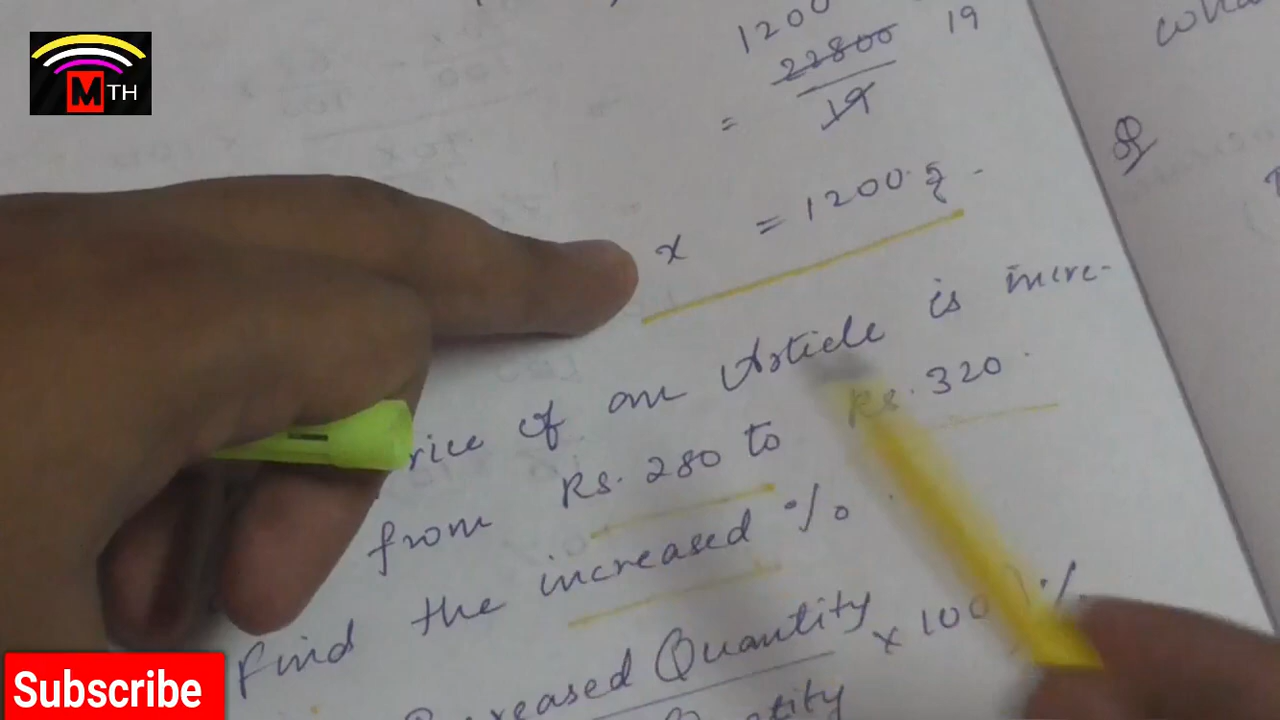 MTH
1200
22800 19
19
=
x = 1200 ₹.
rice of an Article is incre-
from Rs. 280 to Rs. 320.
Find the increased %.
Quantity × 100) %
Subscribe